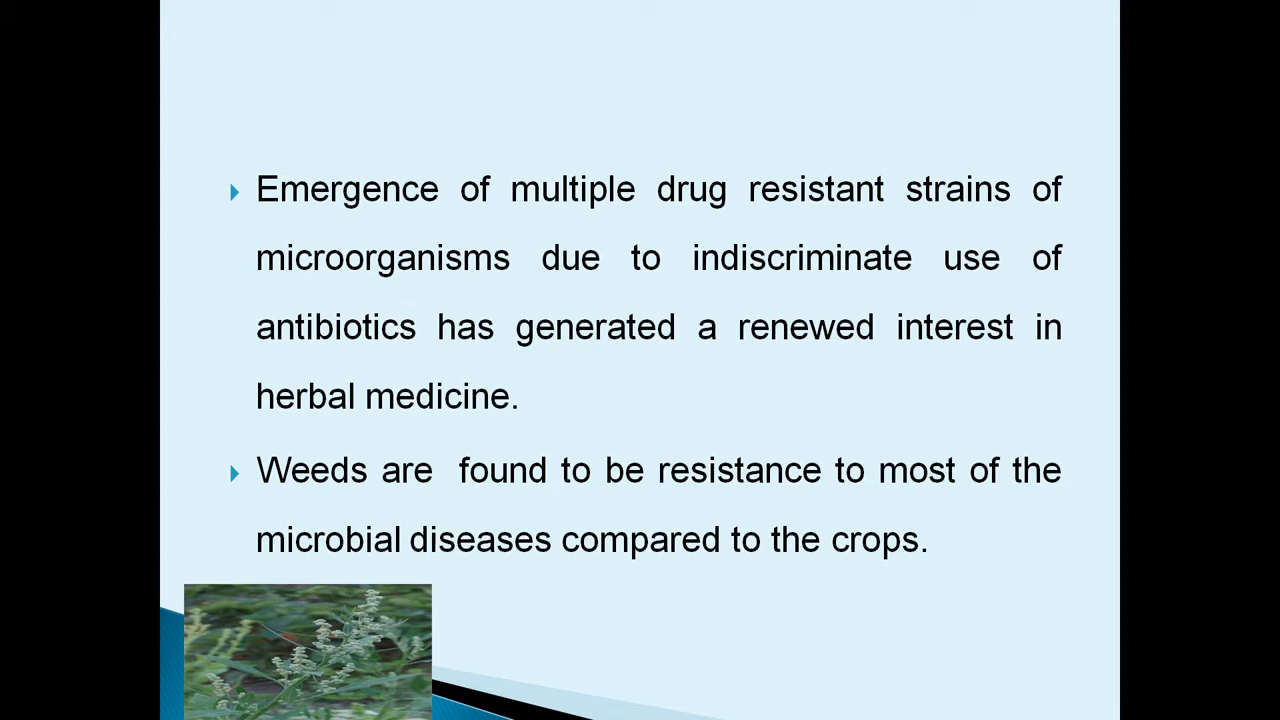 Emergence of multiple drug resistant strains of
microorganisms due to indiscriminate use of
antibiotics has generated a renewed interest in
herbal medicine.
Weeds are found to be resistance to most of the
microbial diseases compared to the crops.